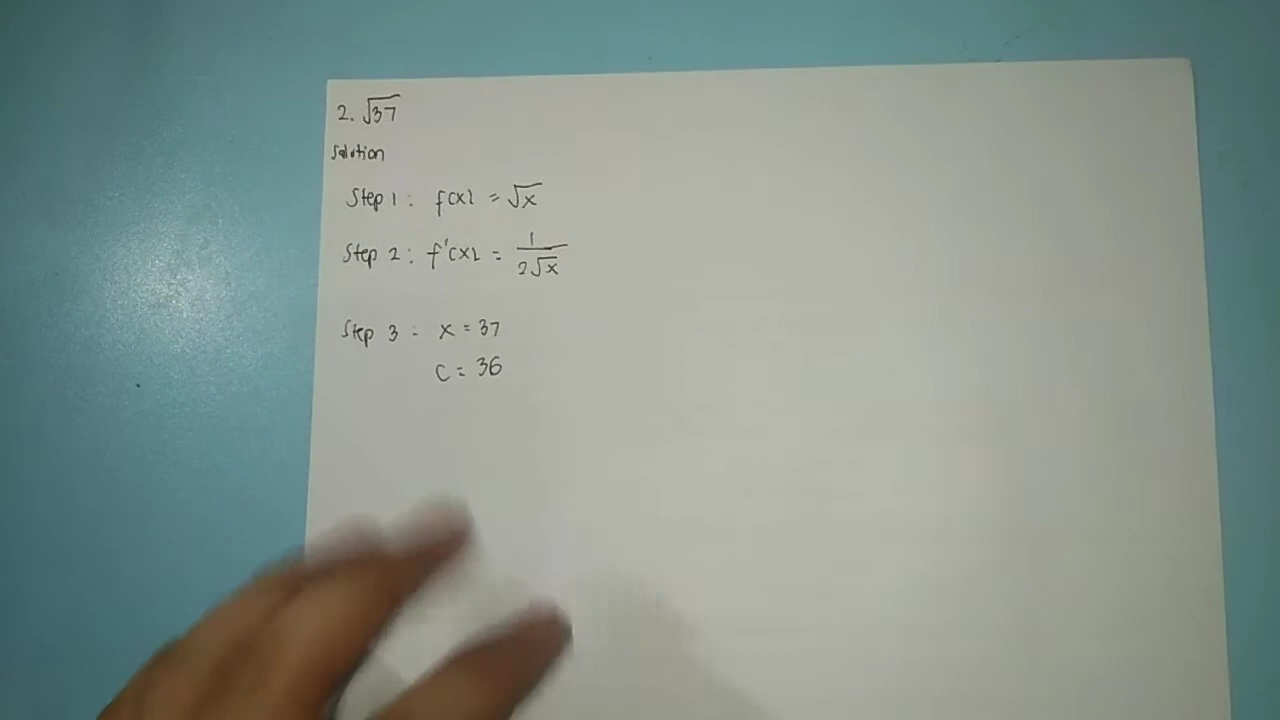 2. √37
Solution
Step 1: f(x) = √x
Step 2: f'(x) = 1/2√x
Step 3: x = 37
c = 36